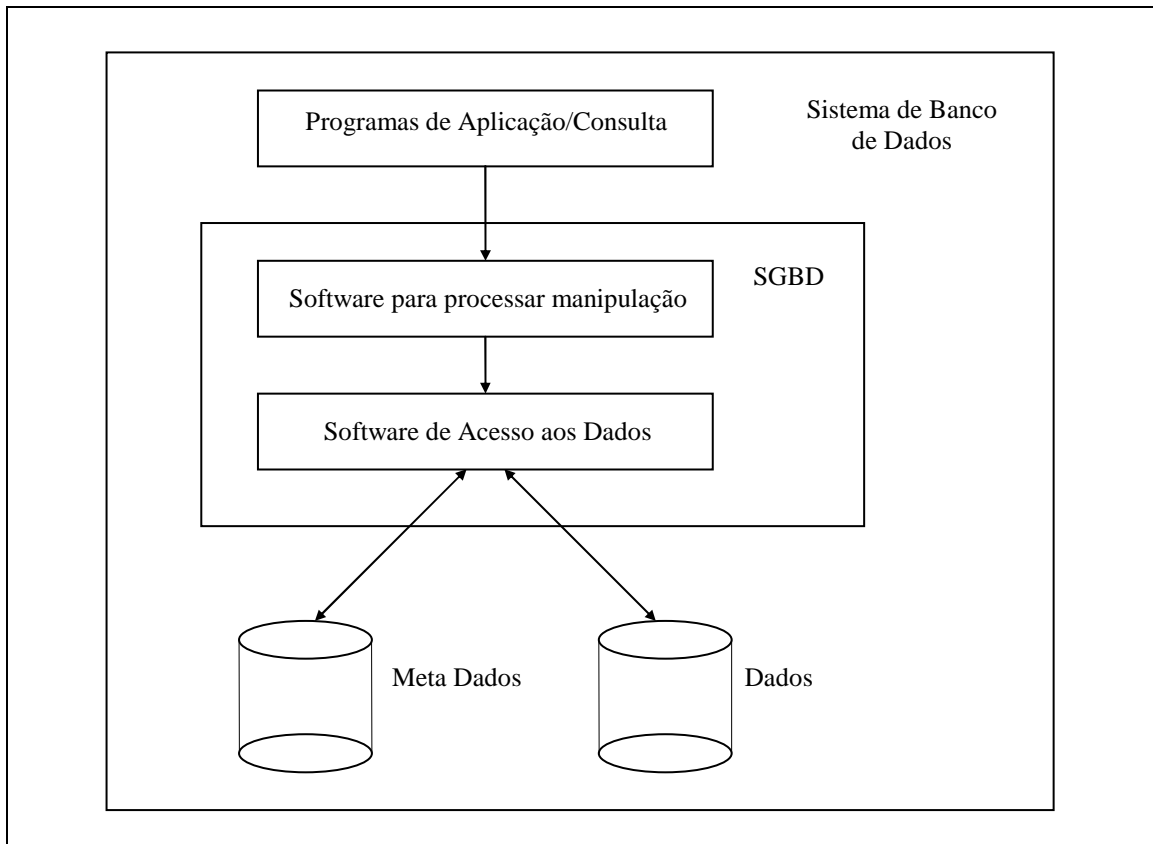 Programas de Aplicação/Consulta
Sistema de Banco
de Dados
SGBD
Software para processar manipulação
Software de Acesso aos Dados
Meta Dados
Dados